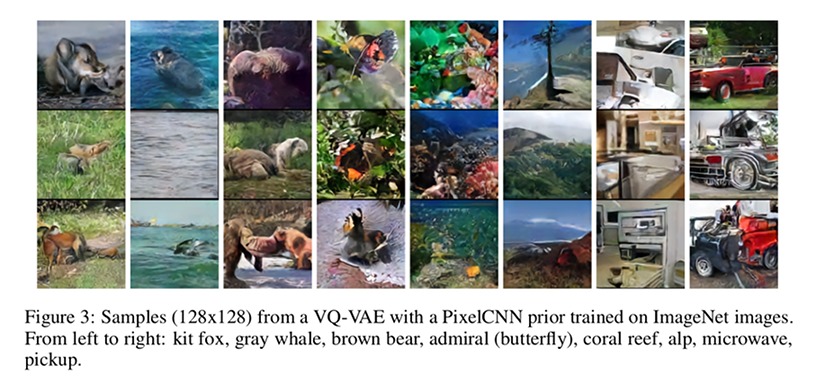 Figure 3: Samples (128x128) from a VQ-VAE with a PixelCNN prior trained on ImageNet images.
From left to right: kit fox, gray whale, brown bear, admiral (butterfly), coral reef, alp, microwave,
pickup.